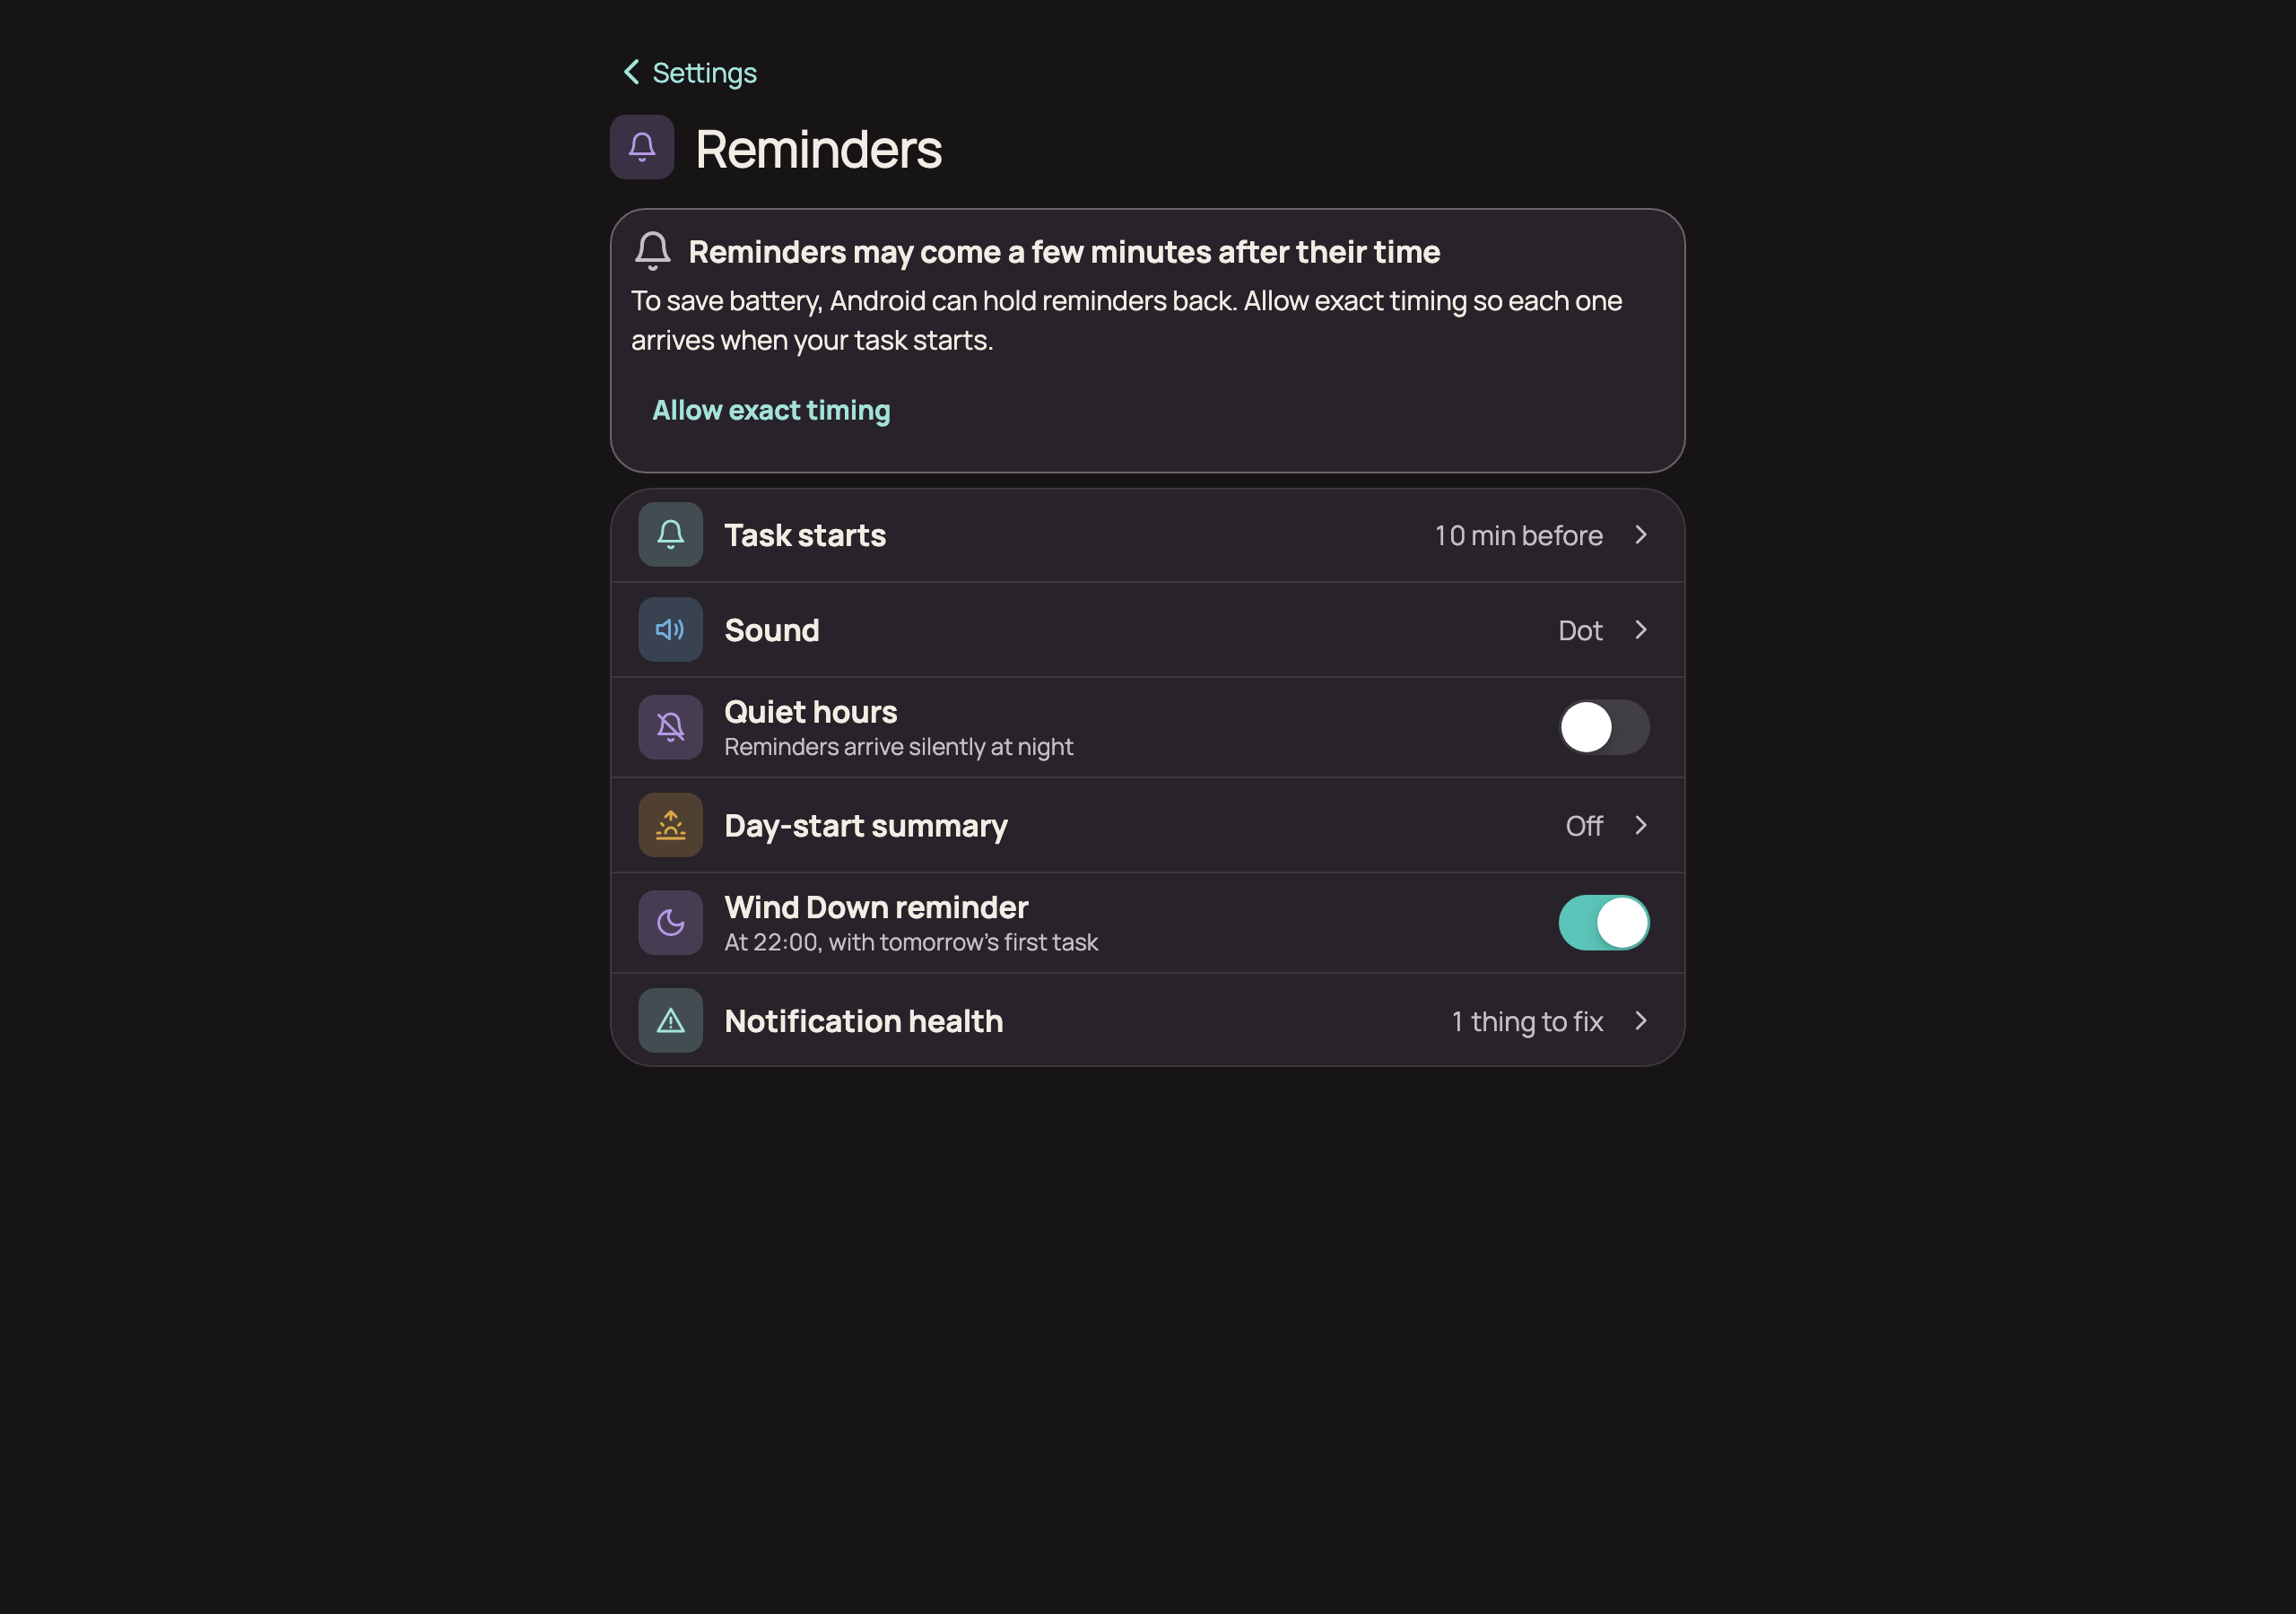 Settings
Reminders
Reminders may come a few minutes after their time
To save battery, Android can hold reminders back. Allow exact timing so each one
arrives when your task starts.
Allow exact timing
Task starts
10 min before
Sound
Dot
Quiet hours
Reminders arrive silently at night
Day-start summary
Off
Wind Down reminder
At 22:00, with tomorrow’s first task
Notification health
1 thing to fix